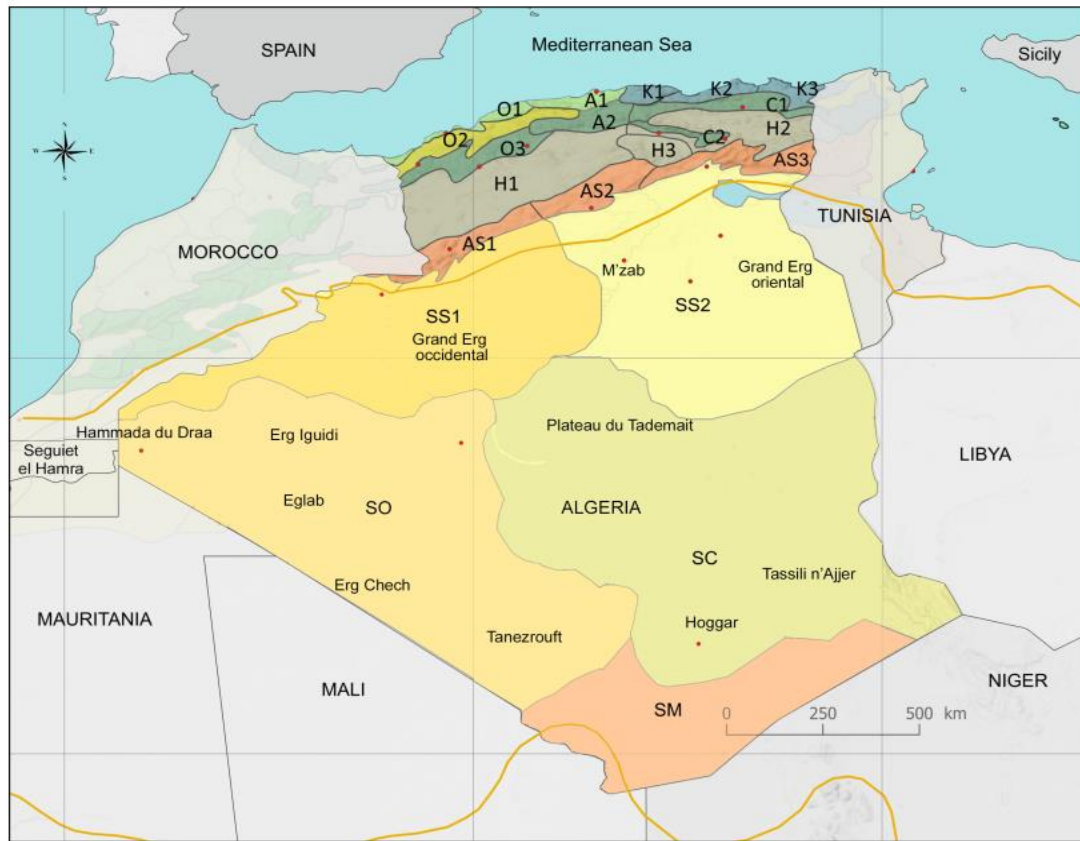 SPAIN
Mediterranean Sea
Sicily
N
W E
S
O1
A1
K1
K2
K3
O2
A2
C1
O3
H2
C2
H3
H1
AS3
AS2
AS1
MOROCCO
TUNISIA
M'zab
Grand Erg
oriental
SS1
SS2
Grand Erg
occidental
Hammada du Draa
Erg Iguidi
Plateau du Tademait
Seguiet
el Hamra
LIBYA
Eglab
SO
ALGERIA
SC
Erg Chech
Tassili n'Ajjer
MAURITANIA
Tanezrouft
Hoggar
MALI
NIGER
SM
0 250 500 km